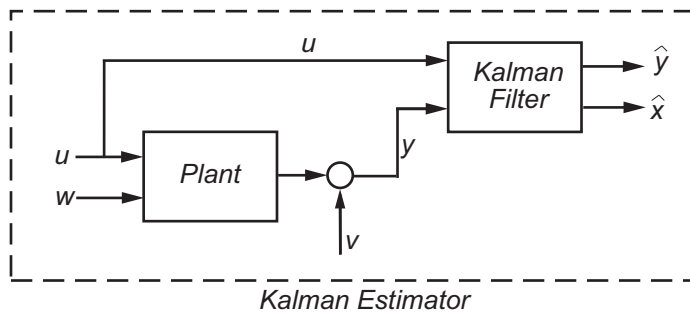 u
Kalman
Filter
ŷ
x̂
y
u
Plant
w
v
Kalman Estimator